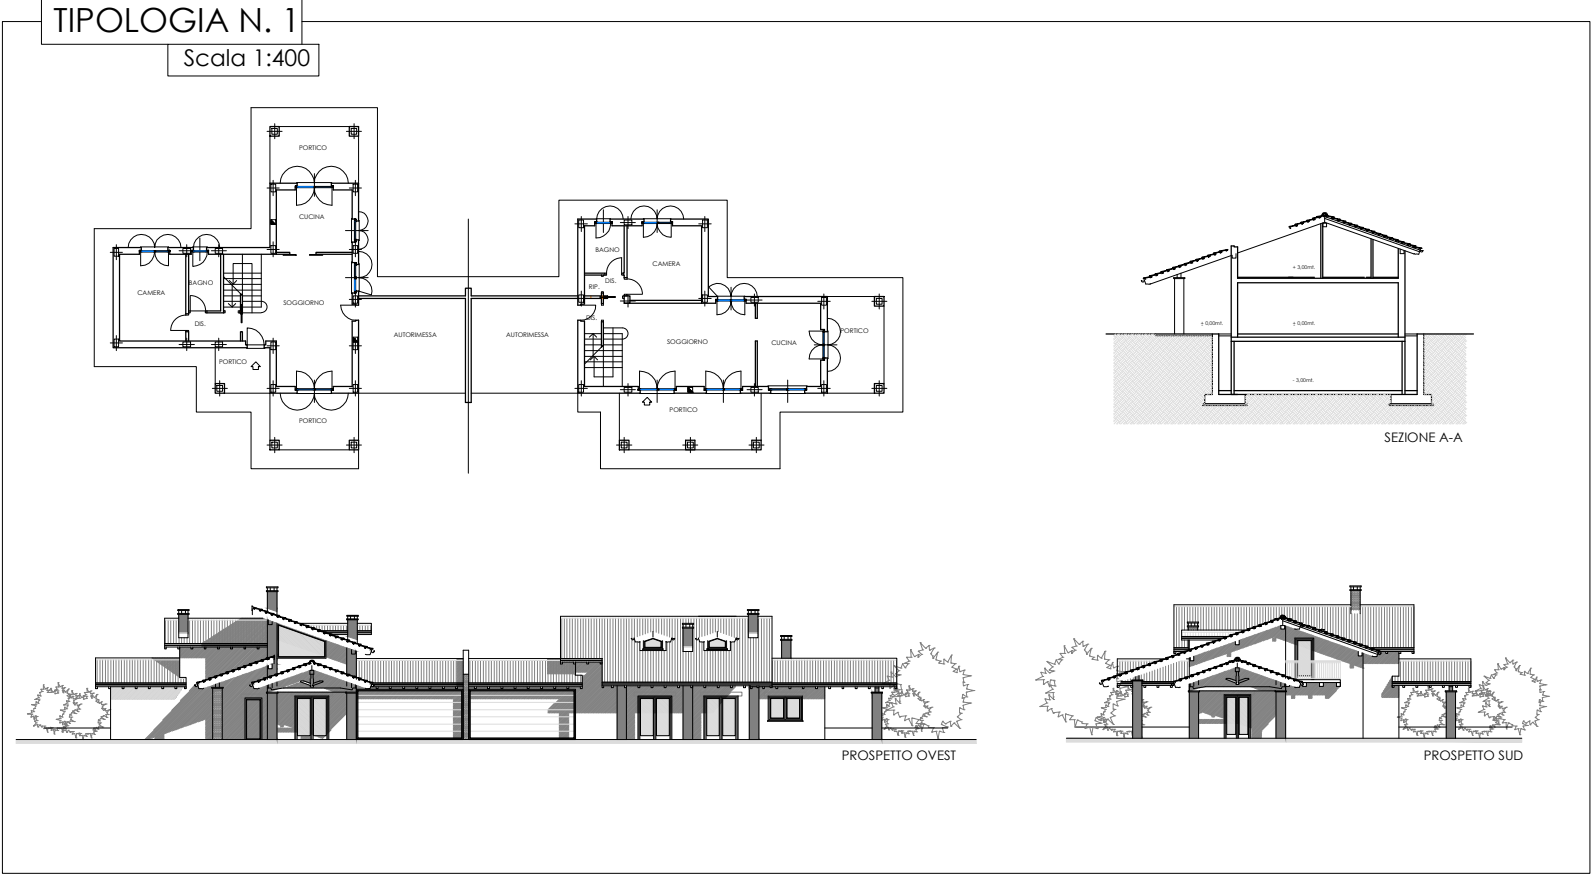 TIPOLOGIA N. 1
Scala 1:400
PORTICO
CUCINA
CAMERA
BAGNO
SOGGIORNO
DIS.
PORTICO
PORTICO
AUTORIMESSA
AUTORIMESSA
BAGNO
CAMERA
DIS.
RIP.
DIS.
SOGGIORNO
CUCINA
PORTICO
PORTICO
+ 3,00mt.
± 0,00mt.
± 0,00mt.
- 3,00mt.
SEZIONE A-A
PROSPETTO OVEST
PROSPETTO SUD